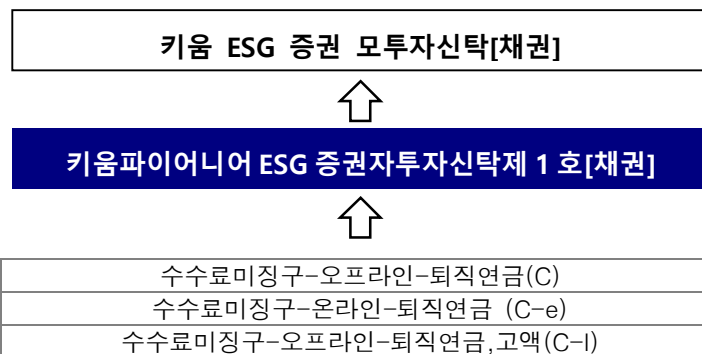 키움 ESG 증권 모투자신탁[채권]
키움파이어니어 ESG 증권자투자신탁제 1 호[채권]
수수료미징구-오프라인-퇴직연금(C)
수수료미징구-온라인-퇴직연금 (C-e)
수수료미징구-오프라인-퇴직연금,고액(C-I)